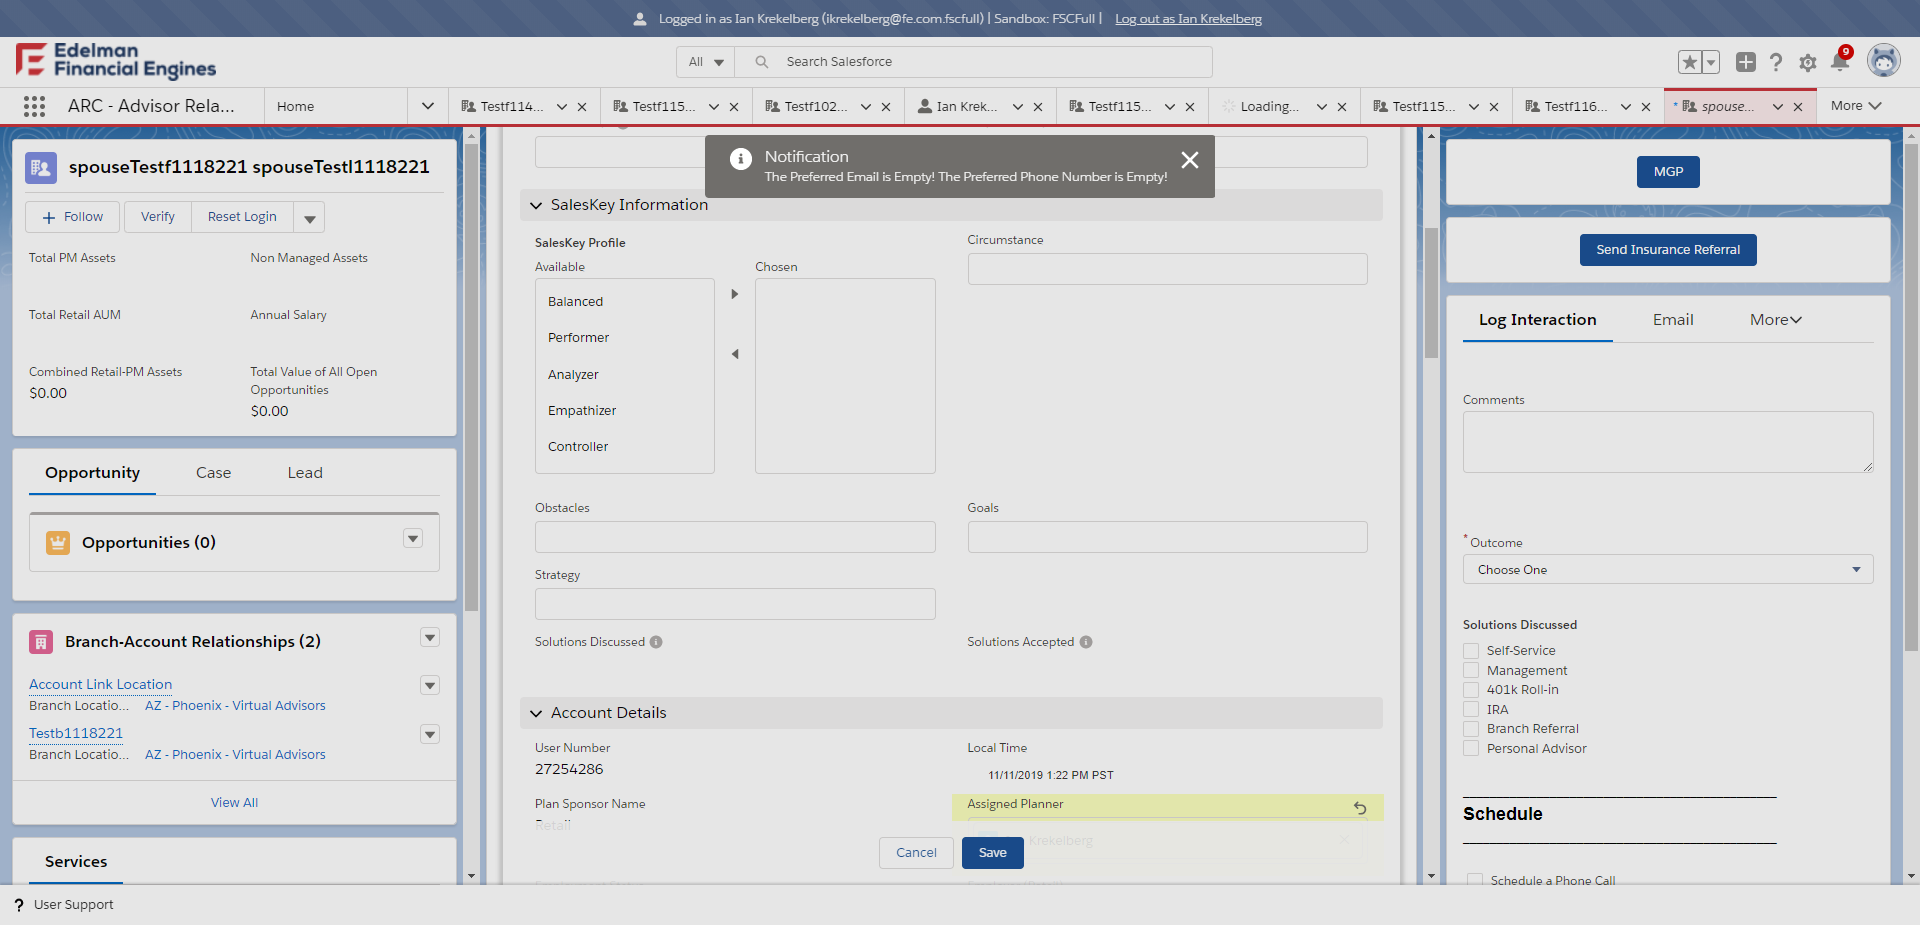 Logged in as Ian Krekelberg (ikrekelberg@fe.com.fscfull) | Sandbox: FSCFull | Log out as Ian Krekelberg
Edelman
Financial Engines
All
Search Salesforce
9
ARC - Advisor Rela...
Home
Testf114...
Testf115...
Testf102...
Ian Krek...
Testf115...
Loading...
Testf115...
Testf116...
* spouse...
More
spouseTestf1118221 spouseTestl1118221
Follow
Verify
Reset Login
Total PM Assets
Non Managed Assets
Total Retail AUM
Annual Salary
Combined Retail-PM Assets
$0.00
Total Value of All Open
Opportunities
$0.00
Opportunity
Case
Lead
Opportunities (0)
Branch-Account Relationships (2)
Account Link Location
Branch Locatio...
AZ - Phoenix - Virtual Advisors
Testb1118221
Branch Locatio...
AZ - Phoenix - Virtual Advisors
View All
Services
Notification
The Preferred Email is Empty! The Preferred Phone Number is Empty!
SalesKey Information
SalesKey Profile
Available
Chosen
Balanced
Performer
Analyzer
Empathizer
Controller
Circumstance
Obstacles
Goals
Strategy
Solutions Discussed
Solutions Accepted
Account Details
User Number
27254286
Local Time
11/11/2019 1:22 PM PST
Plan Sponsor Name
Retail
Assigned Planner
Krekelberg
Cancel
Save
MGP
Send Insurance Referral
Log Interaction
Email
More
Comments
* Outcome
Choose One
Solutions Discussed
Self-Service
Management
401k Roll-in
IRA
Branch Referral
Personal Advisor
Schedule
Schedule a Phone Call
? User Support